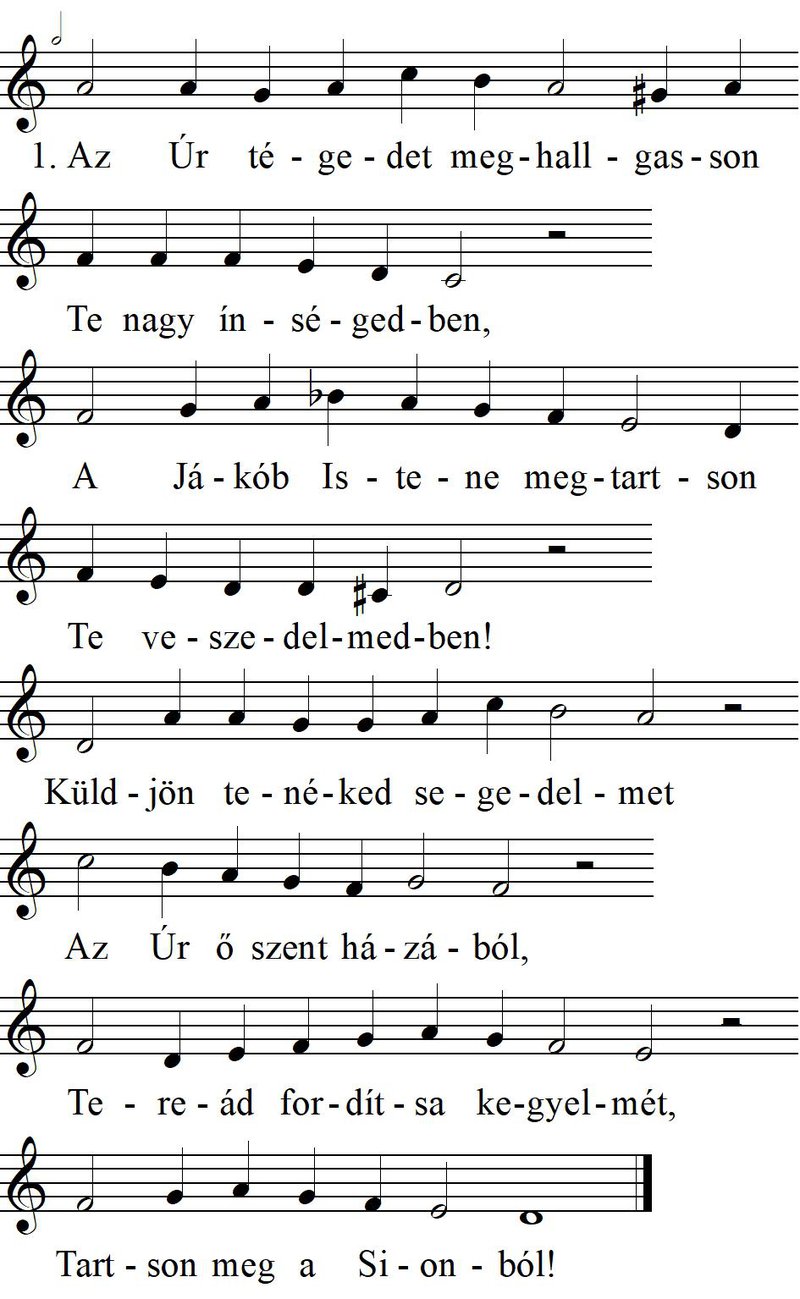 1. Az Úr té - ge - det meg - hall - gas - son
Te nagy ín - sé - ged - ben,
A Já - kób Is - te - ne meg - tart - son
Te ve - sze - del - med - ben!
Küld - jön te - né - ked se - ge - del - met
Az Úr ő szent há - zá - ból,
Te - re - ád for - dít - sa ke - gyel - mét,
Tart - son meg a Si - on - ból!